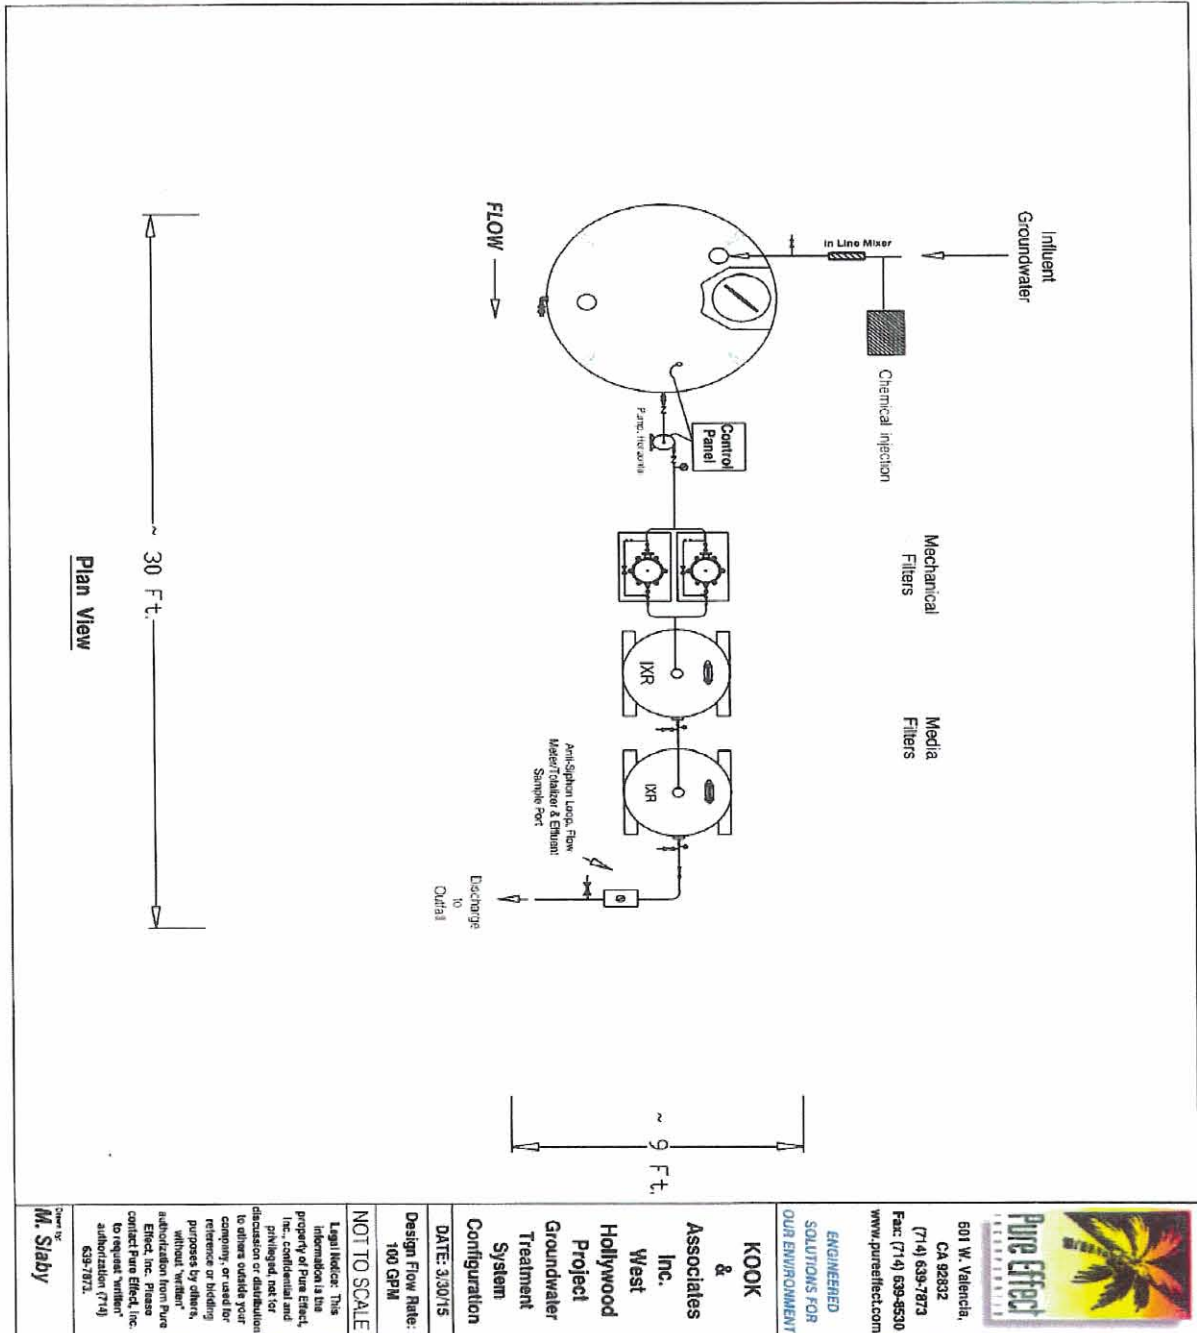 Influent
Groundwater
In Line Mixer
Chemical injection
FLOW
Control
Panel
Pump, Horizontal
Mechanical
Filters
Media
Filters
IXR
IXR
Anti-Siphon Loop, Flow
Meter/Totalizer & Effluent
Sample Port
Discharge
to
Outfall
~ 30 Ft.
Plan View
~ 9 Ft.
Pure Effect
INCORPORATED
601 W. Valencia,
CA 92832
(714) 639-7873
Fax: (714) 639-8530
www.pureeffect.com
ENGINEERED
SOLUTIONS FOR
OUR ENVIRONMENT
KOOK
&
Associates
Inc.
West
Hollywood
Project
Groundwater
Treatment
System
Configuration
DATE: 3/30/15
Design Flow Rate:
100 GPM
NOT TO SCALE
Legal Notice: This
information is the
property of Pure Effect,
Inc., confidential and
privileged, not for
discussion or distribution
to others outside your
company, or used for
reference or bidding
purposes by others,
without "written"
authorization from Pure
Effect, Inc. Please
contact Pure Effect, Inc.
to request "written"
authorization (714)
639-7873.
Drawn by:
M. Slaby